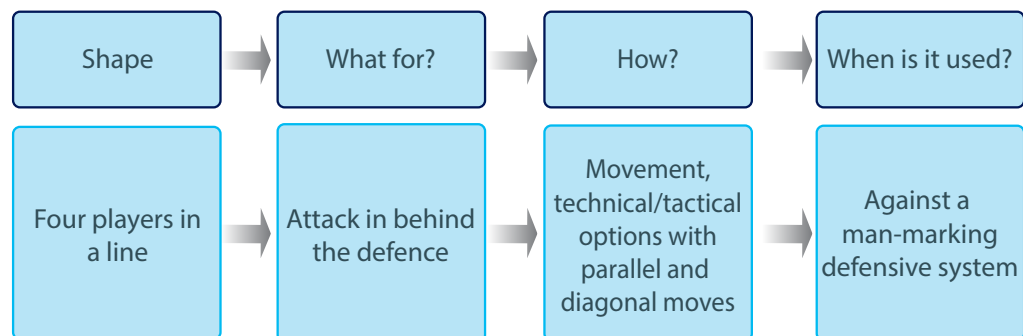 Shape
What for?
How?
When is it used?
Four players in
a line
Attack in behind
the defence
Movement,
technical/tactical
options with
parallel and
diagonal moves
Against a
man-marking
defensive system